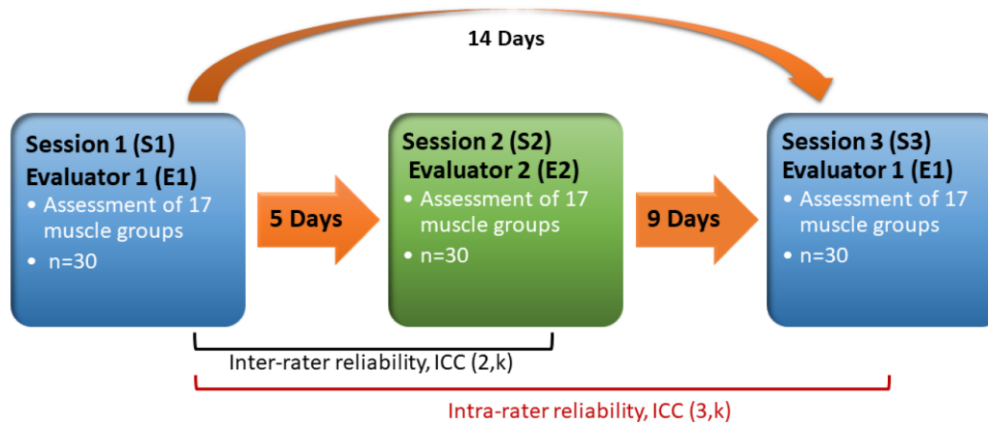 14 Days
Session 1 (S1)
Evaluator 1 (E1)
• Assessment of 17
muscle groups
• n=30
5 Days
Session 2 (S2)
Evaluator 2 (E2)
• Assessment of 17
muscle groups
• n=30
9 Days
Session 3 (S3)
Evaluator 1 (E1)
• Assessment of 17
muscle groups
• n=30
Inter-rater reliability, ICC (2,k)
Intra-rater reliability, ICC (3,k)